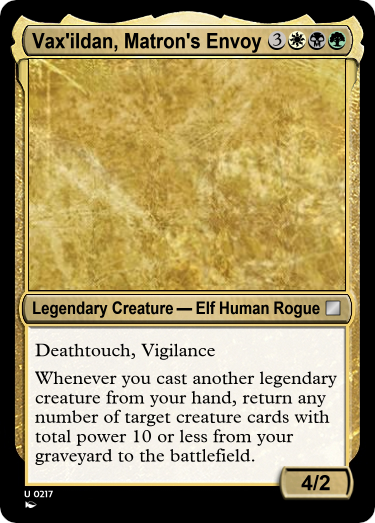 Vax'ildan, Matron's Envoy 3
Legendary Creature — Elf Human Rogue
Deathtouch, Vigilance
Whenever you cast another legendary
creature from your hand, return any
number of target creature cards with
total power 10 or less from your
graveyard to the battlefield.
4/2
U 0217